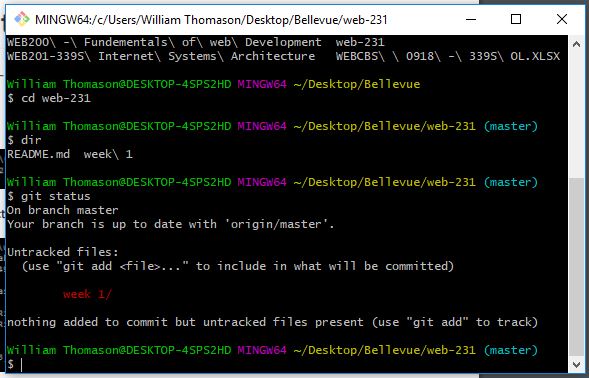 MINGW64:/c/Users/William Thomason/Desktop/Bellevue/web-231
WEB200\ -\ Fundamentals\ of\ web\ Development  web-231
WEB201-339S\ Internet\ Systems\ Architecture   WEBCBS\ \ 0918\ -\ 339S\ OL.XLSX
William Thomason@DESKTOP-4SPS2HD MINGW64 ~/Desktop/Bellevue
$ cd web-231
William Thomason@DESKTOP-4SPS2HD MINGW64 ~/Desktop/Bellevue/web-231 (master)
$ dir
README.md  week\ 1
William Thomason@DESKTOP-4SPS2HD MINGW64 ~/Desktop/Bellevue/web-231 (master)
$ git status
On branch master
Your branch is up to date with 'origin/master'.
Untracked files:
  (use "git add <file>..." to include in what will be committed)
        week 1/
nothing added to commit but untracked files present (use "git add" to track)
William Thomason@DESKTOP-4SPS2HD MINGW64 ~/Desktop/Bellevue/web-231 (master)
$